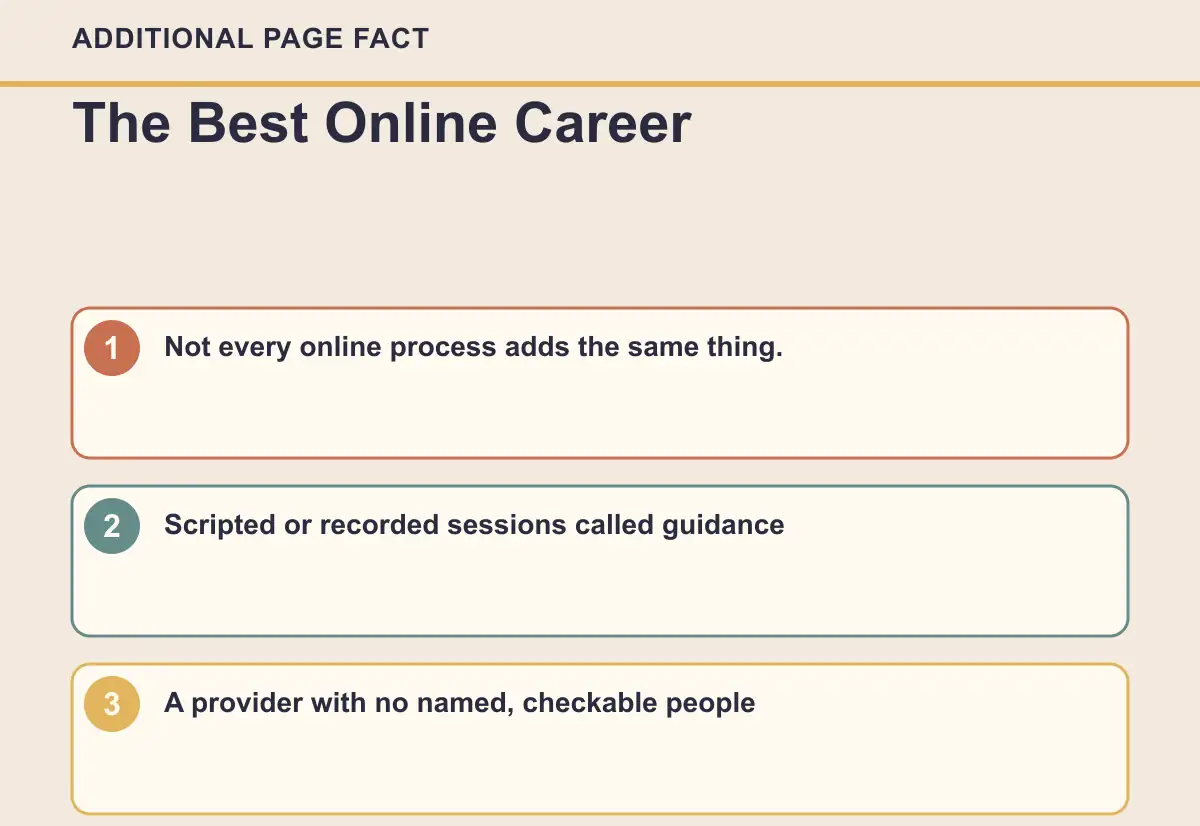 ADDITIONAL PAGE FACT
The Best Online Career
1 Not every online process adds the same thing.
2 Scripted or recorded sessions called guidance
3 A provider with no named, checkable people